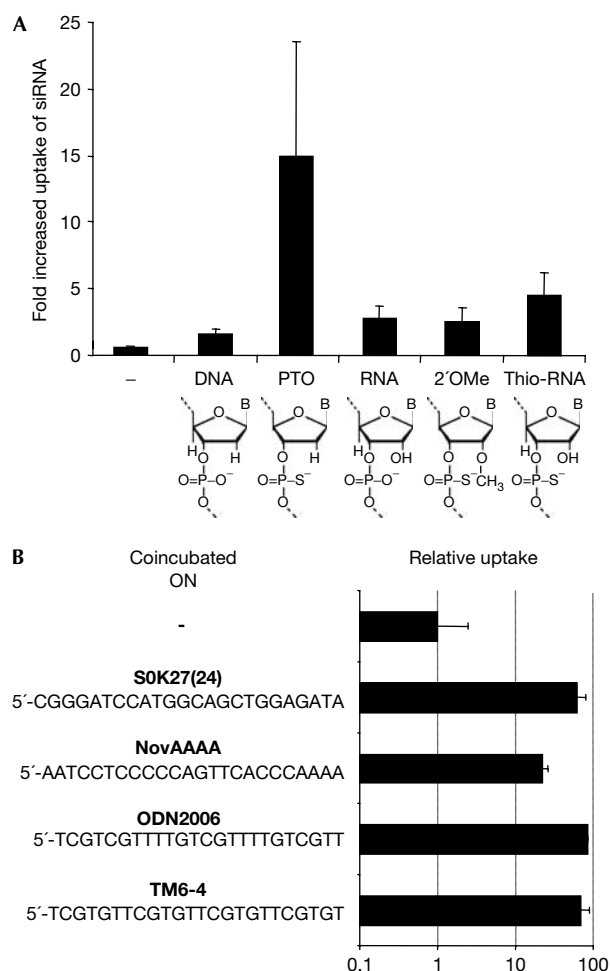 A
Fold increased uptake of siRNA
25
20
15
10
5
0
– DNA PTO RNA 2´OMe Thio-RNA
B B B B B
H H H H OH H OH
O O O O O
O=P–O⁻ O=P–S⁻ O=P–O⁻ O=P–S⁻ CH₃ O=P–S⁻
O O O O O
B Coincubated ON Relative uptake
-
S0K27(24)
5´-CGGGATCCATGGCAGCTGGAGATA
NovAAAA
5´-AATCCTCCCCCAGTTCACCCAAAA
ODN2006
5´-TCGTCGTTTTGTCGTTTTGTCGTT
TM6-4
5´-TCGTGTTCGTGTTCGTGTTCGTGT
0.1 1 10 100